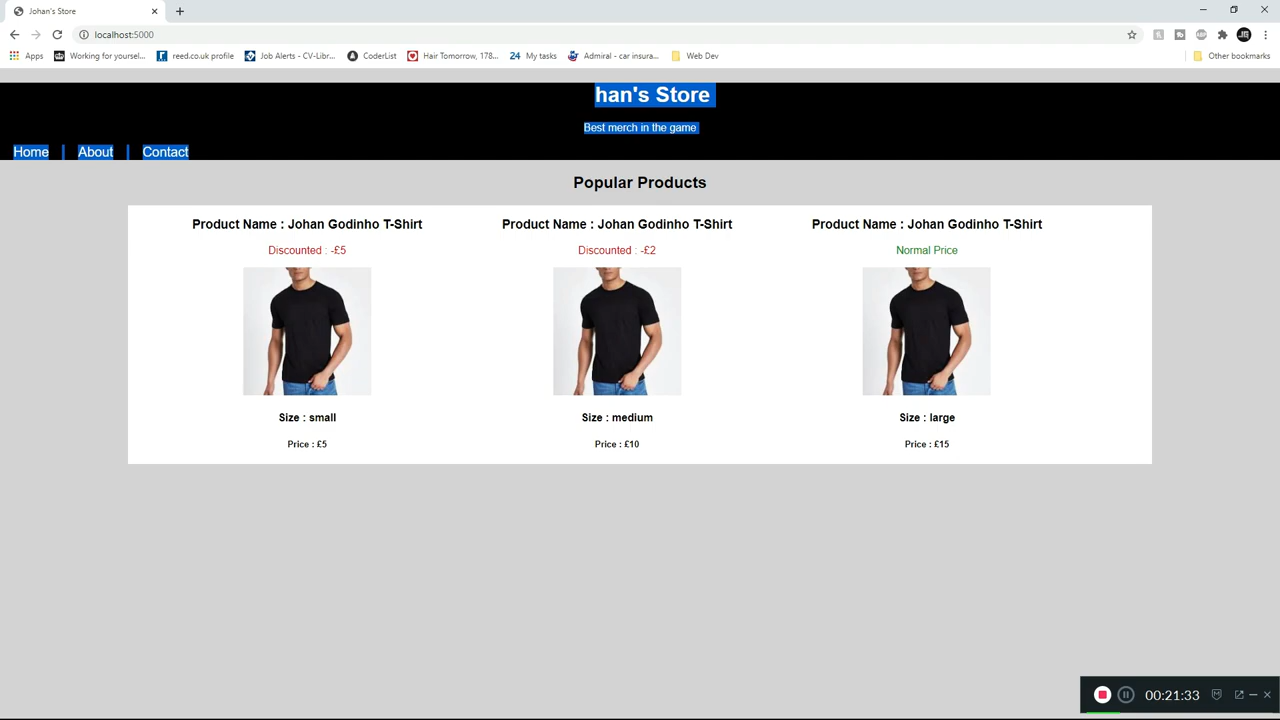 Johan's Store
localhost:5000
Apps Working for yoursel... reed.co.uk profile Job Alerts - CV-Libr... CoderList Hair Tomorrow, 178... 24 My tasks Admiral - car insura... Web Dev Other bookmarks
han's Store
Best merch in the game
Home | About | Contact
Popular Products
Product Name : Johan Godinho T-Shirt Product Name : Johan Godinho T-Shirt Product Name : Johan Godinho T-Shirt
Discounted : -£5 Discounted : -£2 Normal Price
Size : small Size : medium Size : large
Price : £5 Price : £10 Price : £15
00:21:33